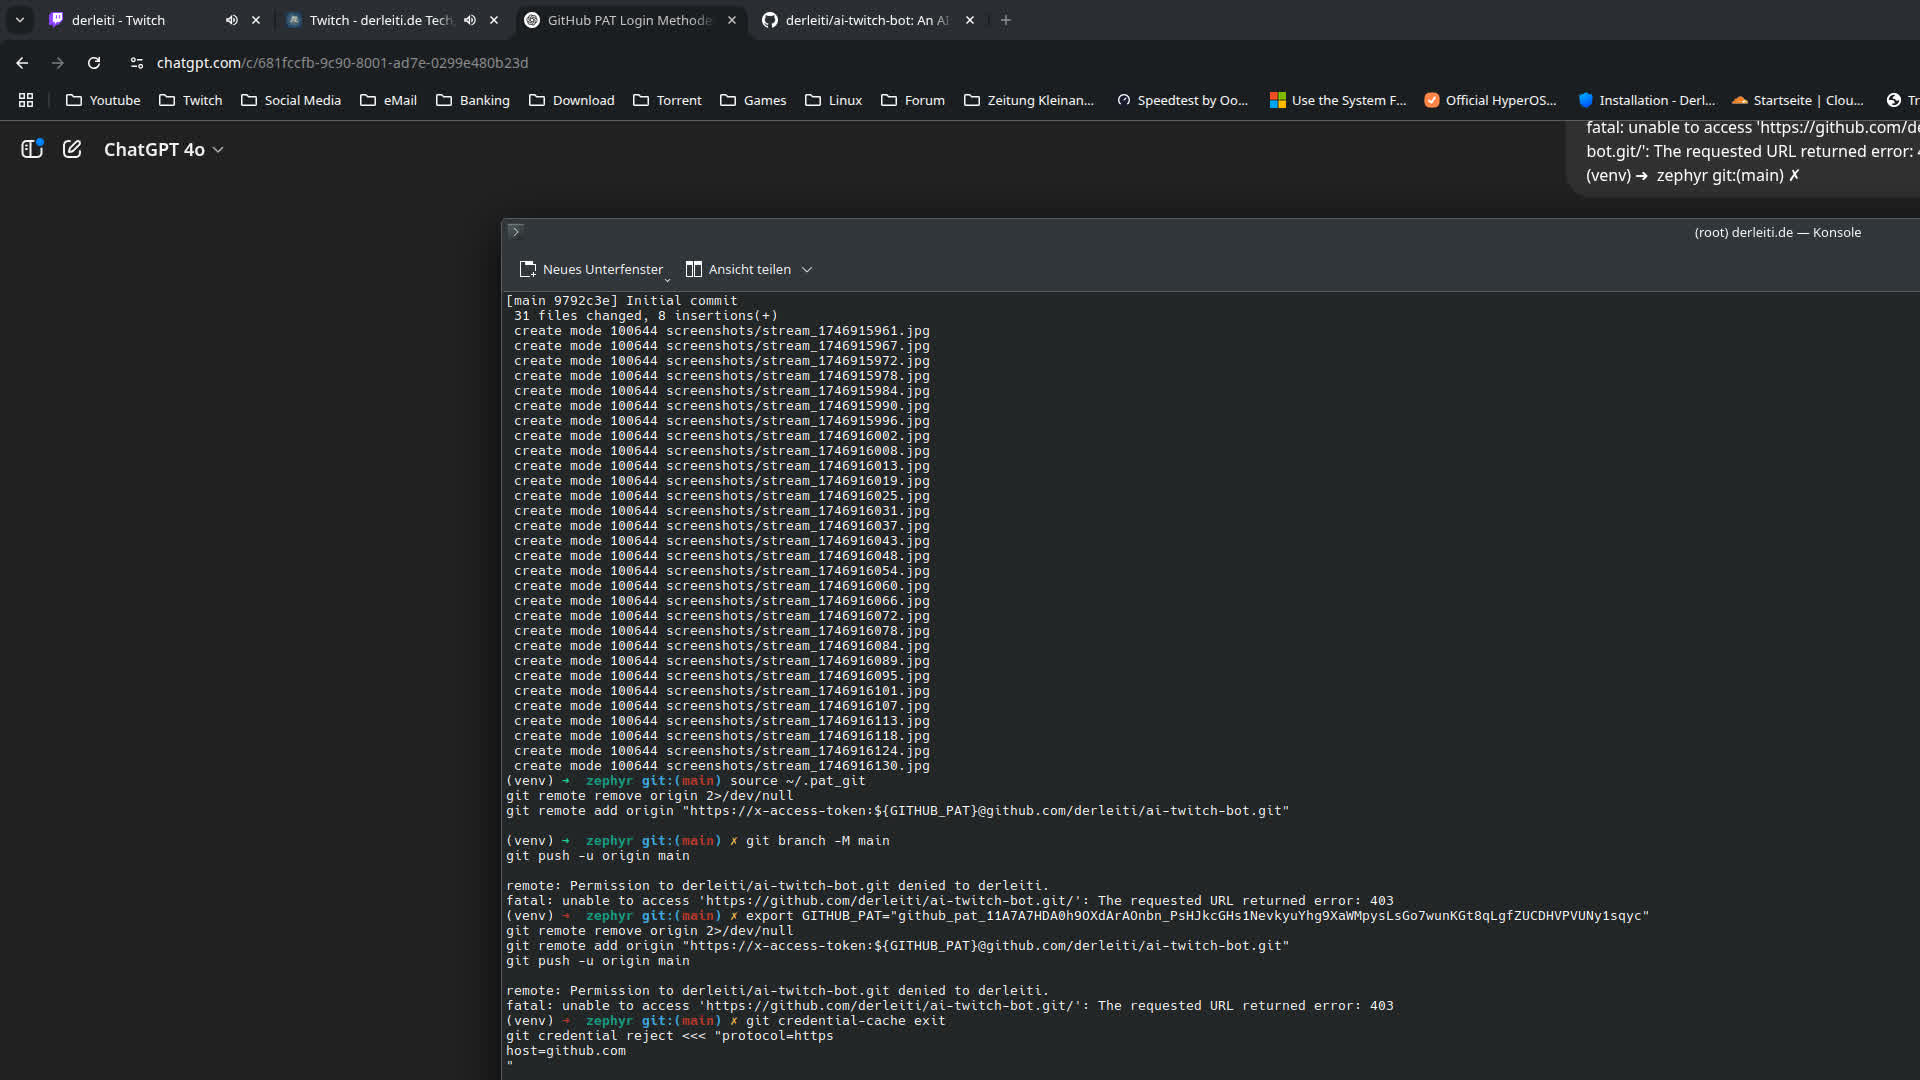 derleiti - Twitch
Twitch - derleiti.de Tech
GitHub PAT Login Methode
derleiti/ai-twitch-bot: An AI
chatgpt.com/c/681fccfb-9c90-8001-ad7e-0299e480b23d
Youtube Twitch Social Media eMail Banking Download Torrent Games Linux Forum Zeitung Kleinan... Speedtest by Oo... Use the System F... Official HyperOS... Installation - Derl... Startseite | Clou... Tr
ChatGPT 4o
fatal: unable to access 'https://github.com/de
bot.git/': The requested URL returned error: 4
(venv) ➜ zephyr git:(main) ✗
(root) derleiti.de — Konsole
Neues Unterfenster Ansicht teilen
[main 9792c3e] Initial commit
31 files changed, 8 insertions(+)
create mode 100644 screenshots/stream_1746915961.jpg
create mode 100644 screenshots/stream_1746915967.jpg
create mode 100644 screenshots/stream_1746915972.jpg
create mode 100644 screenshots/stream_1746915978.jpg
create mode 100644 screenshots/stream_1746915984.jpg
create mode 100644 screenshots/stream_1746915990.jpg
create mode 100644 screenshots/stream_1746915996.jpg
create mode 100644 screenshots/stream_1746916002.jpg
create mode 100644 screenshots/stream_1746916008.jpg
create mode 100644 screenshots/stream_1746916013.jpg
create mode 100644 screenshots/stream_1746916019.jpg
create mode 100644 screenshots/stream_1746916025.jpg
create mode 100644 screenshots/stream_1746916031.jpg
create mode 100644 screenshots/stream_1746916037.jpg
create mode 100644 screenshots/stream_1746916043.jpg
create mode 100644 screenshots/stream_1746916048.jpg
create mode 100644 screenshots/stream_1746916054.jpg
create mode 100644 screenshots/stream_1746916060.jpg
create mode 100644 screenshots/stream_1746916066.jpg
create mode 100644 screenshots/stream_1746916072.jpg
create mode 100644 screenshots/stream_1746916078.jpg
create mode 100644 screenshots/stream_1746916084.jpg
create mode 100644 screenshots/stream_1746916089.jpg
create mode 100644 screenshots/stream_1746916095.jpg
create mode 100644 screenshots/stream_1746916101.jpg
create mode 100644 screenshots/stream_1746916107.jpg
create mode 100644 screenshots/stream_1746916113.jpg
create mode 100644 screenshots/stream_1746916118.jpg
create mode 100644 screenshots/stream_1746916124.jpg
create mode 100644 screenshots/stream_1746916130.jpg
(venv) ➜ zephyr git:(main) source ~/.pat_git
git remote remove origin 2>/dev/null
git remote add origin "https://x-access-token:${GITHUB_PAT}@github.com/derleiti/ai-twitch-bot.git"
(venv) ➜ zephyr git:(main) ✗ git branch -M main
git push -u origin main
remote: Permission to derleiti/ai-twitch-bot.git denied to derleiti.
fatal: unable to access 'https://github.com/derleiti/ai-twitch-bot.git/': The requested URL returned error: 403
(venv) ➜ zephyr git:(main) ✗ export GITHUB_PAT="[access token redacted]"
git remote remove origin 2>/dev/null
git remote add origin "https://x-access-token:${GITHUB_PAT}@github.com/derleiti/ai-twitch-bot.git"
git push -u origin main
remote: Permission to derleiti/ai-twitch-bot.git denied to derleiti.
fatal: unable to access 'https://github.com/derleiti/ai-twitch-bot.git/': The requested URL returned error: 403
(venv) ➜ zephyr git:(main) ✗ git credential-cache exit
git credential reject <<< "protocol=https
host=github.com
"